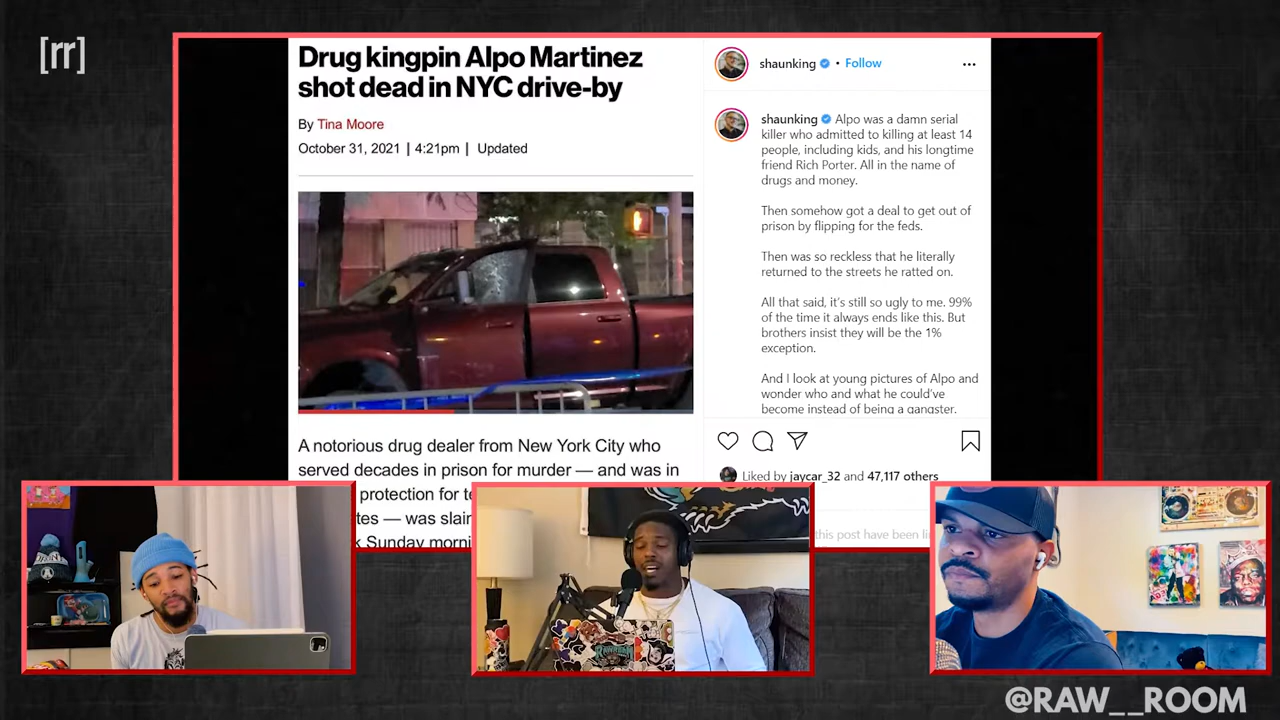 [rr]
Drug kingpin Alpo Martinez
shot dead in NYC drive-by
By Tina Moore
October 31, 2021 | 4:21pm | Updated
A notorious drug dealer from New York City who
served decades in prison for murder — and was in
protection for
— was slain
Sunday
shaunking • Follow
shaunking Alpo was a damn serial
killer who admitted to killing at least 14
people, including kids, and his longtime
friend Rich Porter. All in the name of
drugs and money.
Then somehow got a deal to get out of
prison by flipping for the feds.
Then was so reckless that he literally
returned to the streets he ratted on.
All that said, it's still so ugly to me. 99%
of the time it always ends like this. But
brothers insist they will be the 1%
exception.
And I look at young pictures of Alpo and
wonder who and what he could've
become instead of being a gangster.
Liked by jaycar_32 and 47,117 others
this post have been
@RAW__ROOM